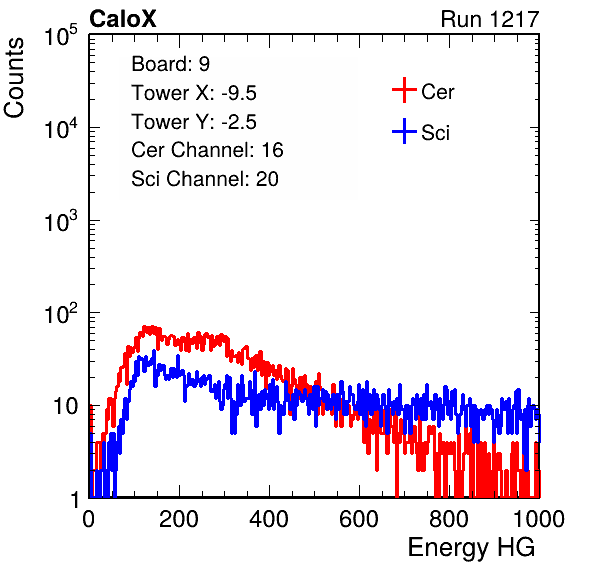 CaloX Run 1217
Counts
Board: 9
Tower X: -9.5
Tower Y: -2.5
Cer Channel: 16
Sci Channel: 20
Cer
Sci
10^5
10^4
10^3
10^2
10
1
0 200 400 600 800 1000
Energy HG